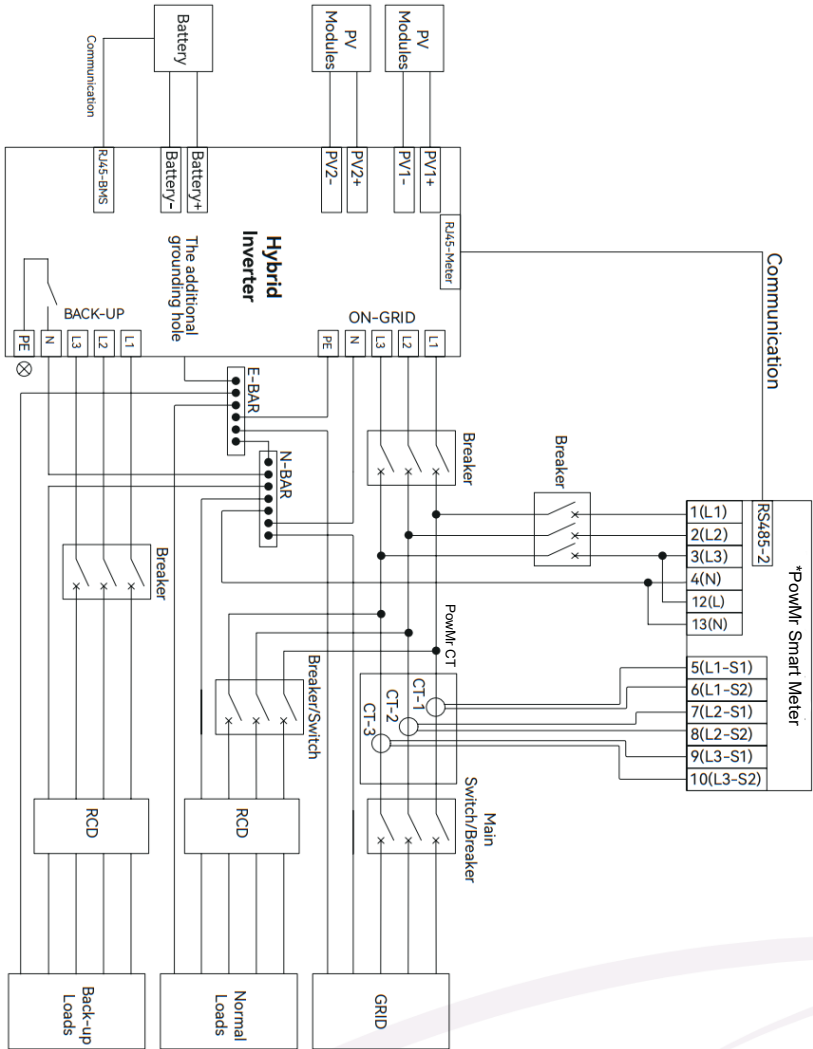 Battery
Communication
PV
Modules
PV
Modules
RJ45-BMS
Battery-
Battery+
PV2-
PV2+
PV1-
PV1+
RJ45-Meter
Communication
Hybrid
Inverter
The additional
grounding hole
BACK-UP
PE
N
L3
L2
L1
ON-GRID
PE
N
L3
L2
L1
E-BAR
N-BAR
Breaker
Breaker
Breaker
RS485-2
*PowMr Smart Meter
1(L1)
2(L2)
3(L3)
4(N)
12(L)
13(N)
5(L1-S1)
6(L1-S2)
7(L2-S1)
8(L2-S2)
9(L3-S1)
10(L3-S2)
PowMr CT
CT-1
CT-2
CT-3
Breaker/Switch
Main
Switch/Breaker
RCD
RCD
Back-up
Loads
Normal
Loads
GRID